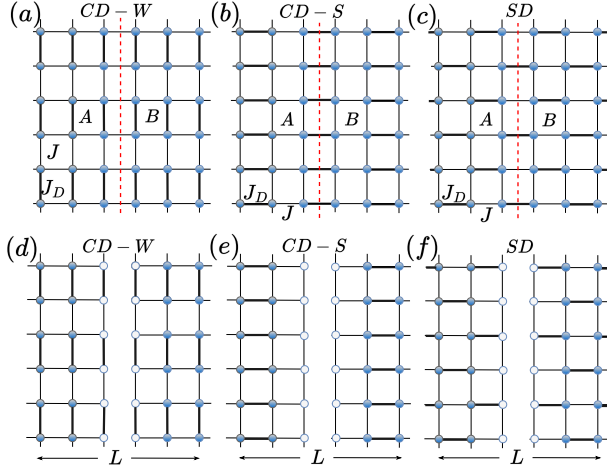 (a) CD − W (b) CD − S (c) SD
A B A B A B
J
J_D J_D J_D
J J
(d) CD − W (e) CD − S (f) SD
L L L